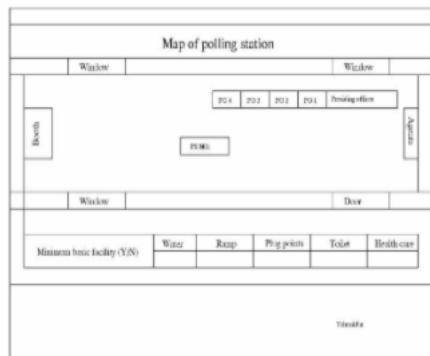 Map of polling station
Window Window
PO 4 PO 3 PO 2 PO 1 Presiding officer
Booth
Agents
Window Door
Minimum basic facility (Y/N) Water Ramp Plug points Toilet Health care